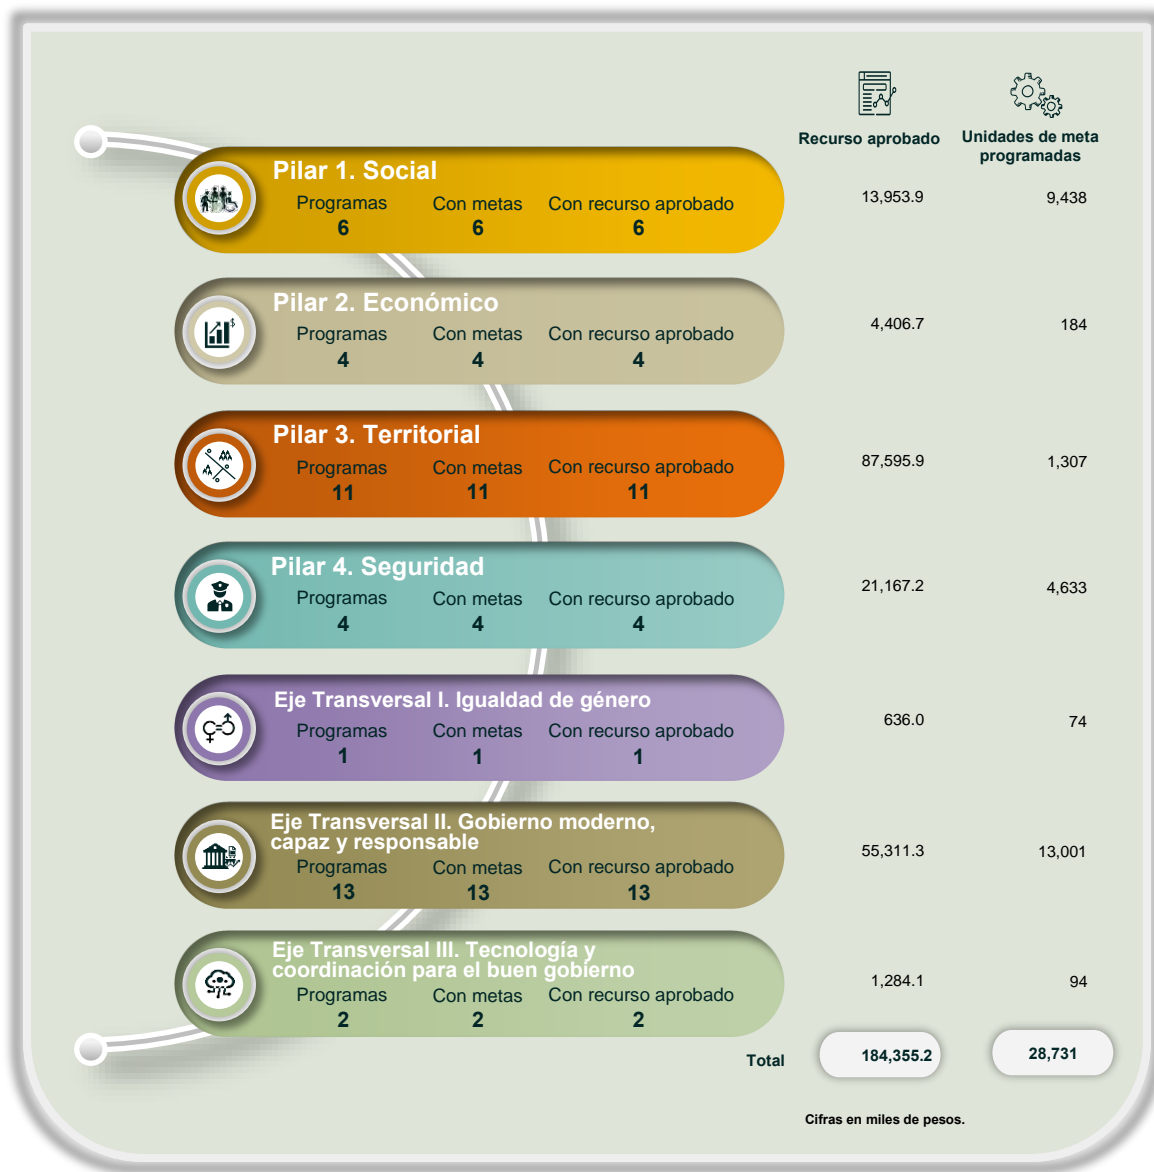 Recurso aprobado
Unidades de meta
programadas
Pilar 1. Social
Programas Con metas Con recurso aprobado
6 6 6
13,953.9 9,438
Pilar 2. Económico
Programas Con metas Con recurso aprobado
4 4 4
4,406.7 184
Pilar 3. Territorial
Programas Con metas Con recurso aprobado
11 11 11
87,595.9 1,307
Pilar 4. Seguridad
Programas Con metas Con recurso aprobado
4 4 4
21,167.2 4,633
Eje Transversal I. Igualdad de género
Programas Con metas Con recurso aprobado
1 1 1
636.0 74
Eje Transversal II. Gobierno moderno,
capaz y responsable
Programas Con metas Con recurso aprobado
13 13 13
55,311.3 13,001
Eje Transversal III. Tecnología y
coordinación para el buen gobierno
Programas Con metas Con recurso aprobado
2 2 2
1,284.1 94
Total 184,355.2 28,731
Cifras en miles de pesos.